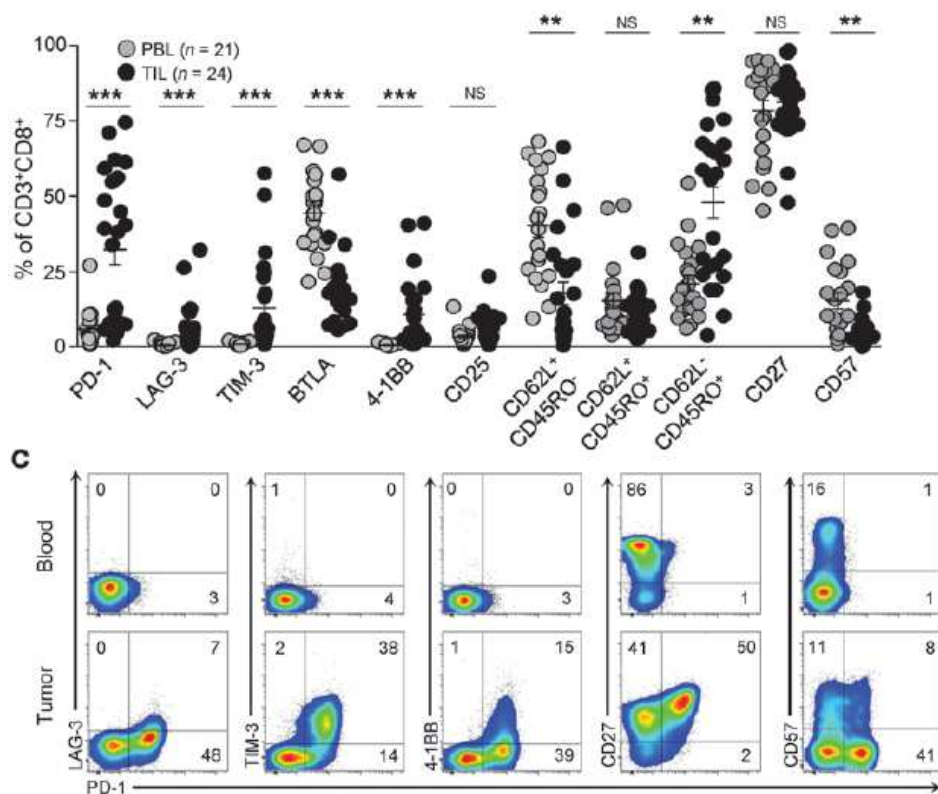 ** NS ** NS **
100
PBL (n = 21)
TIL (n = 24)
*** *** *** *** *** NS
75
50
25
0
% of CD3+CD8+
PD-1
LAG-3
TIM-3
BTLA
4-1BB
CD25
CD62L+
CD45RO-
CD62L+
CD45RO+
CD62L-
CD45RO+
CD27
CD57
C
Blood
0 0
3
1 0
4
0 0
3
86 3
1
16 1
1
Tumor
0 7
48
2 38
14
1 15
39
41 50
2
11 8
41
LAG-3
TIM-3
4-1BB
CD27
CD57
PD-1